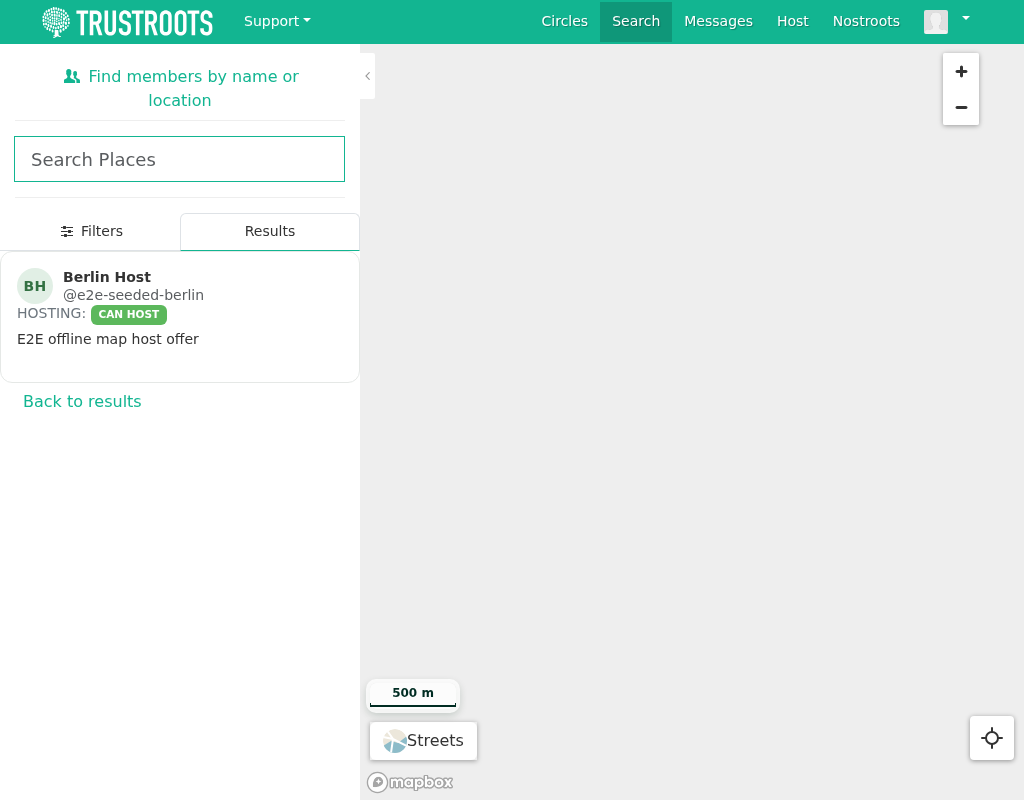 TRUSTROOTS
Support
Circles
Search
Messages
Host
Nostroots
Find members by name or
location
Search Places
Filters
Results
BH
Berlin Host
@e2e-seeded-berlin
HOSTING: CAN HOST
E2E offline map host offer
Back to results
500 m
Streets
mapbox